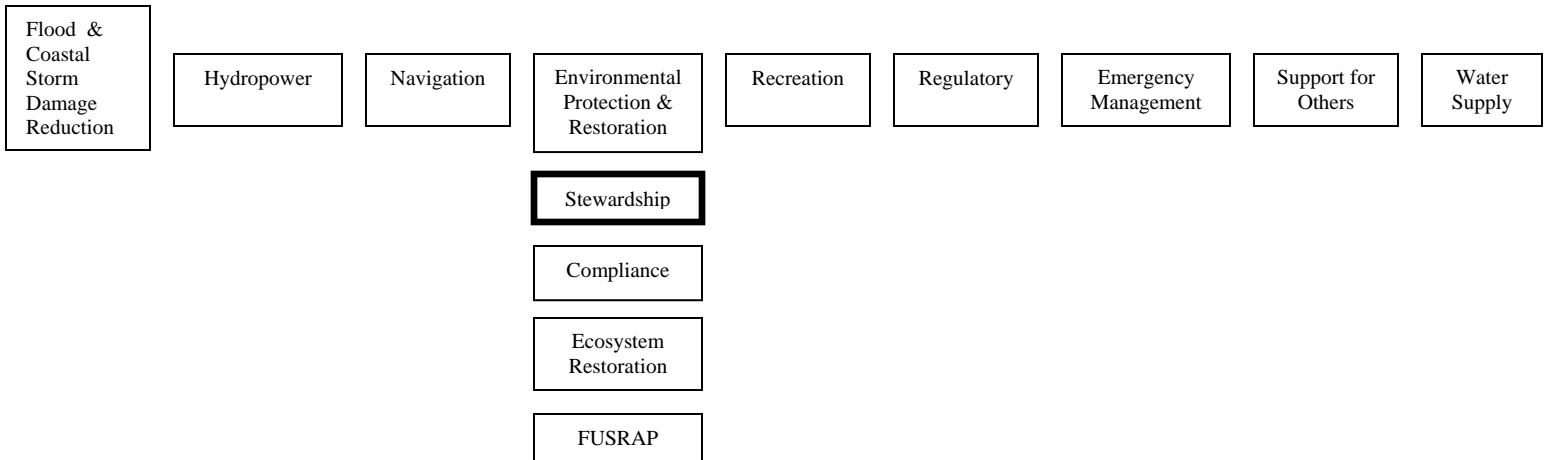 Flood &
Coastal
Storm
Damage
Reduction
Hydropower
Navigation
Environmental
Protection &
Restoration
Recreation
Regulatory
Emergency
Management
Support for
Others
Water
Supply
Stewardship
Compliance
Ecosystem
Restoration
FUSRAP